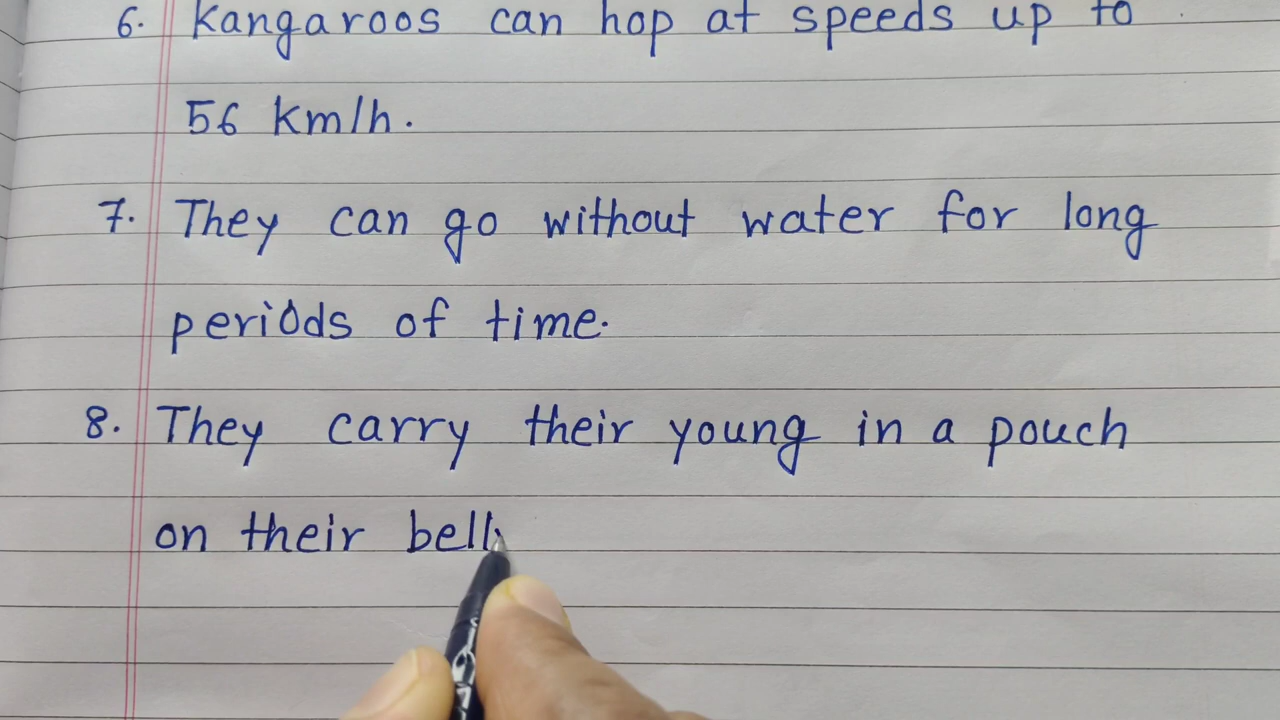 6. Kangaroos can hop at speeds up to
56 km/h.
7. They can go without water for long
periods of time.
8. They carry their young in a pouch
on their bell